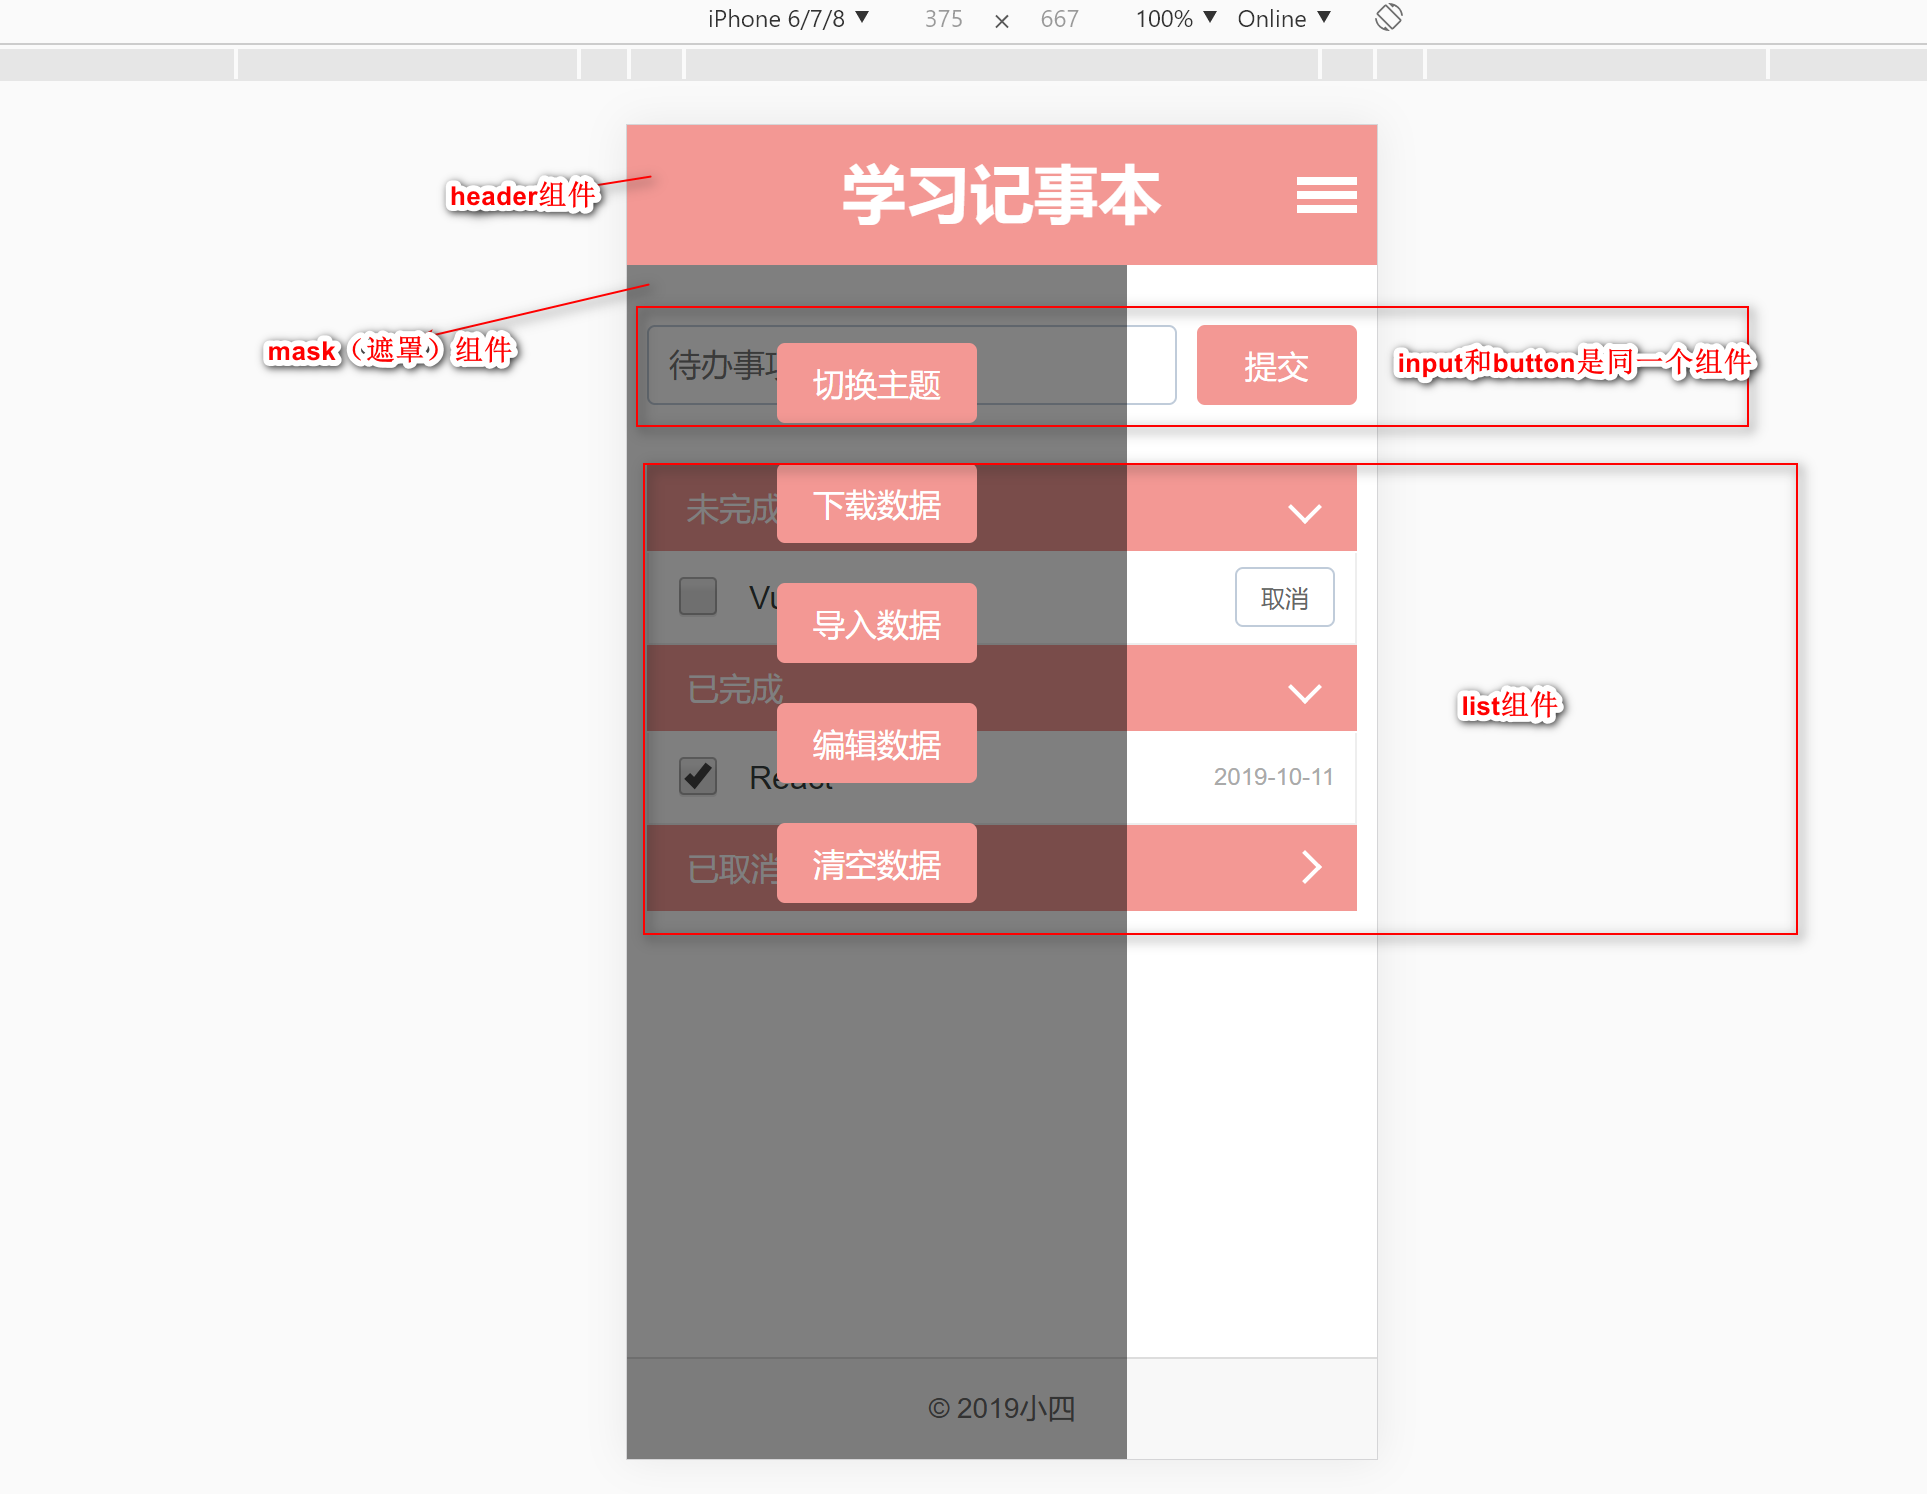 iPhone 6/7/8 ▼ 375 × 667 100% ▼ Online ▼
header组件
学习记事本
mask（遮罩）组件
待办事项
切换主题
提交
input和button是同一个组件
未完成
下载数据
导入数据
取消
已完成
编辑数据
React
2019-10-11
list组件
已取消
清空数据
© 2019小四